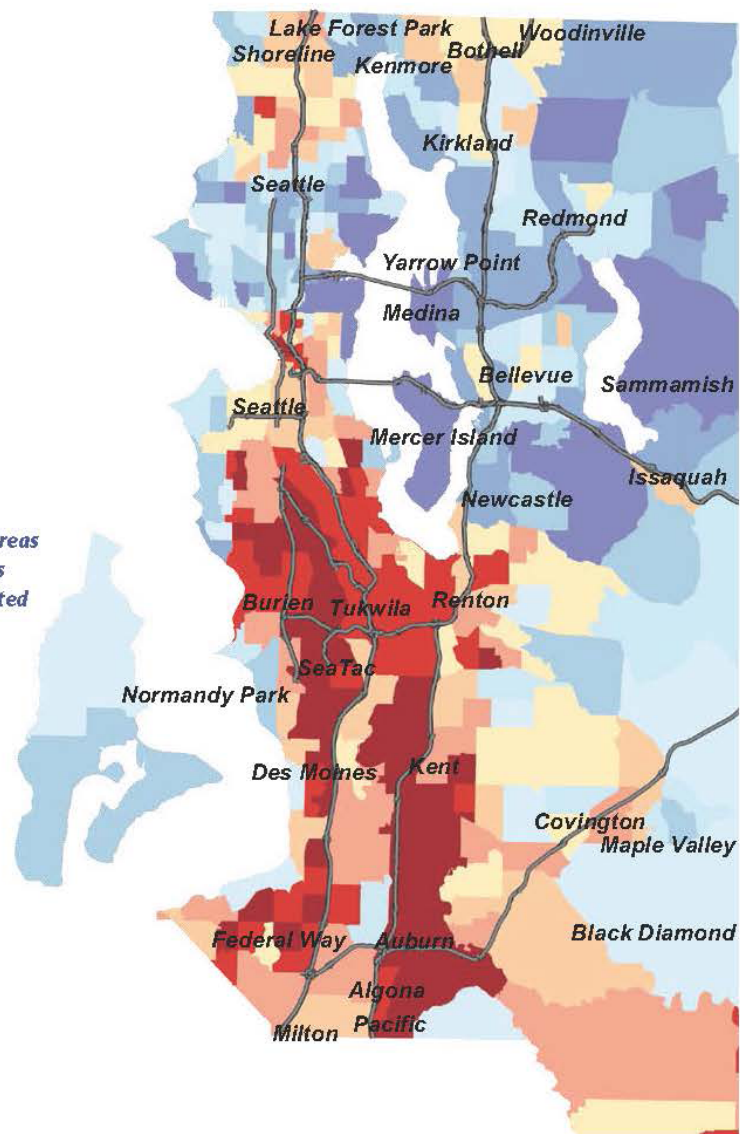 Lake Forest Park
Woodinville
Shoreline
Bothell
Kenmore
Kirkland
Seattle
Redmond
Yarrow Point
Medina
Bellevue
Sammamish
Seattle
Mercer Island
Issaquah
Newcastle
reas
s
ted
Burien
Tukwila
Renton
SeaTac
Normandy Park
Des Moines
Kent
Covington
Maple Valley
Federal Way
Auburn
Black Diamond
Algona
Pacific
Milton